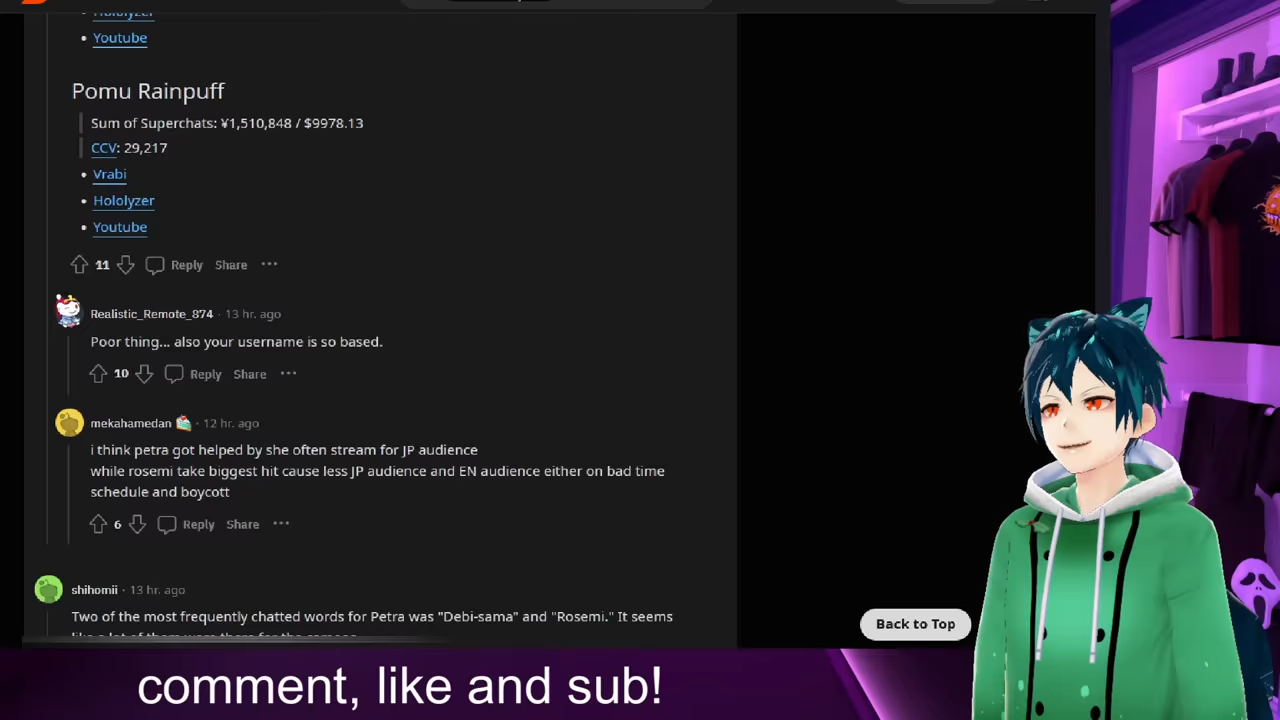 Hololyzer
• Youtube
Pomu Rainpuff
Sum of Superchats: ¥1,510,848 / $9978.13
CCV: 29,217
• Vrabi
• Hololyzer
• Youtube
11 Reply Share ···
Realistic_Remote_874 · 13 hr. ago
Poor thing... also your username is so based.
10 Reply Share ···
mekahamedan 🍰 · 12 hr. ago
i think petra got helped by she often stream for JP audience
while rosemi take biggest hit cause less JP audience and EN audience either on bad time
schedule and boycott
6 Reply Share ···
shihomii · 13 hr. ago
Two of the most frequently chatted words for Petra was "Debi-sama" and "Rosemi." It seems
Back to Top
comment, like and sub!